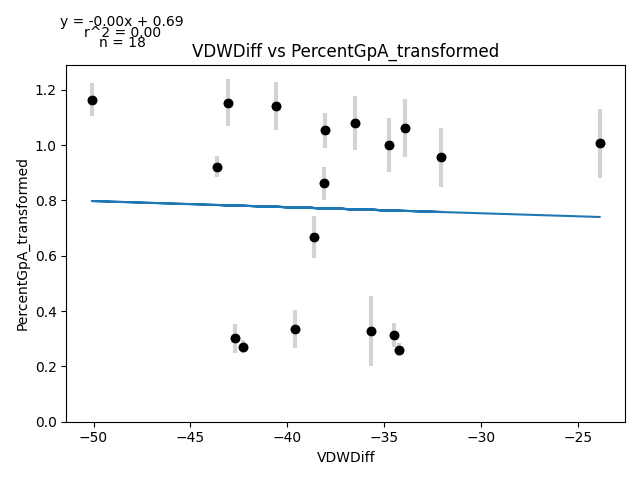 y = -0.00x + 0.69
r^2 = 0.00
n = 18
VDWDiff vs PercentGpA_transformed
PercentGpA_transformed
1.2
1.0
0.8
0.6
0.4
0.2
0.0
−50
−45
−40
−35
−30
−25
VDWDiff